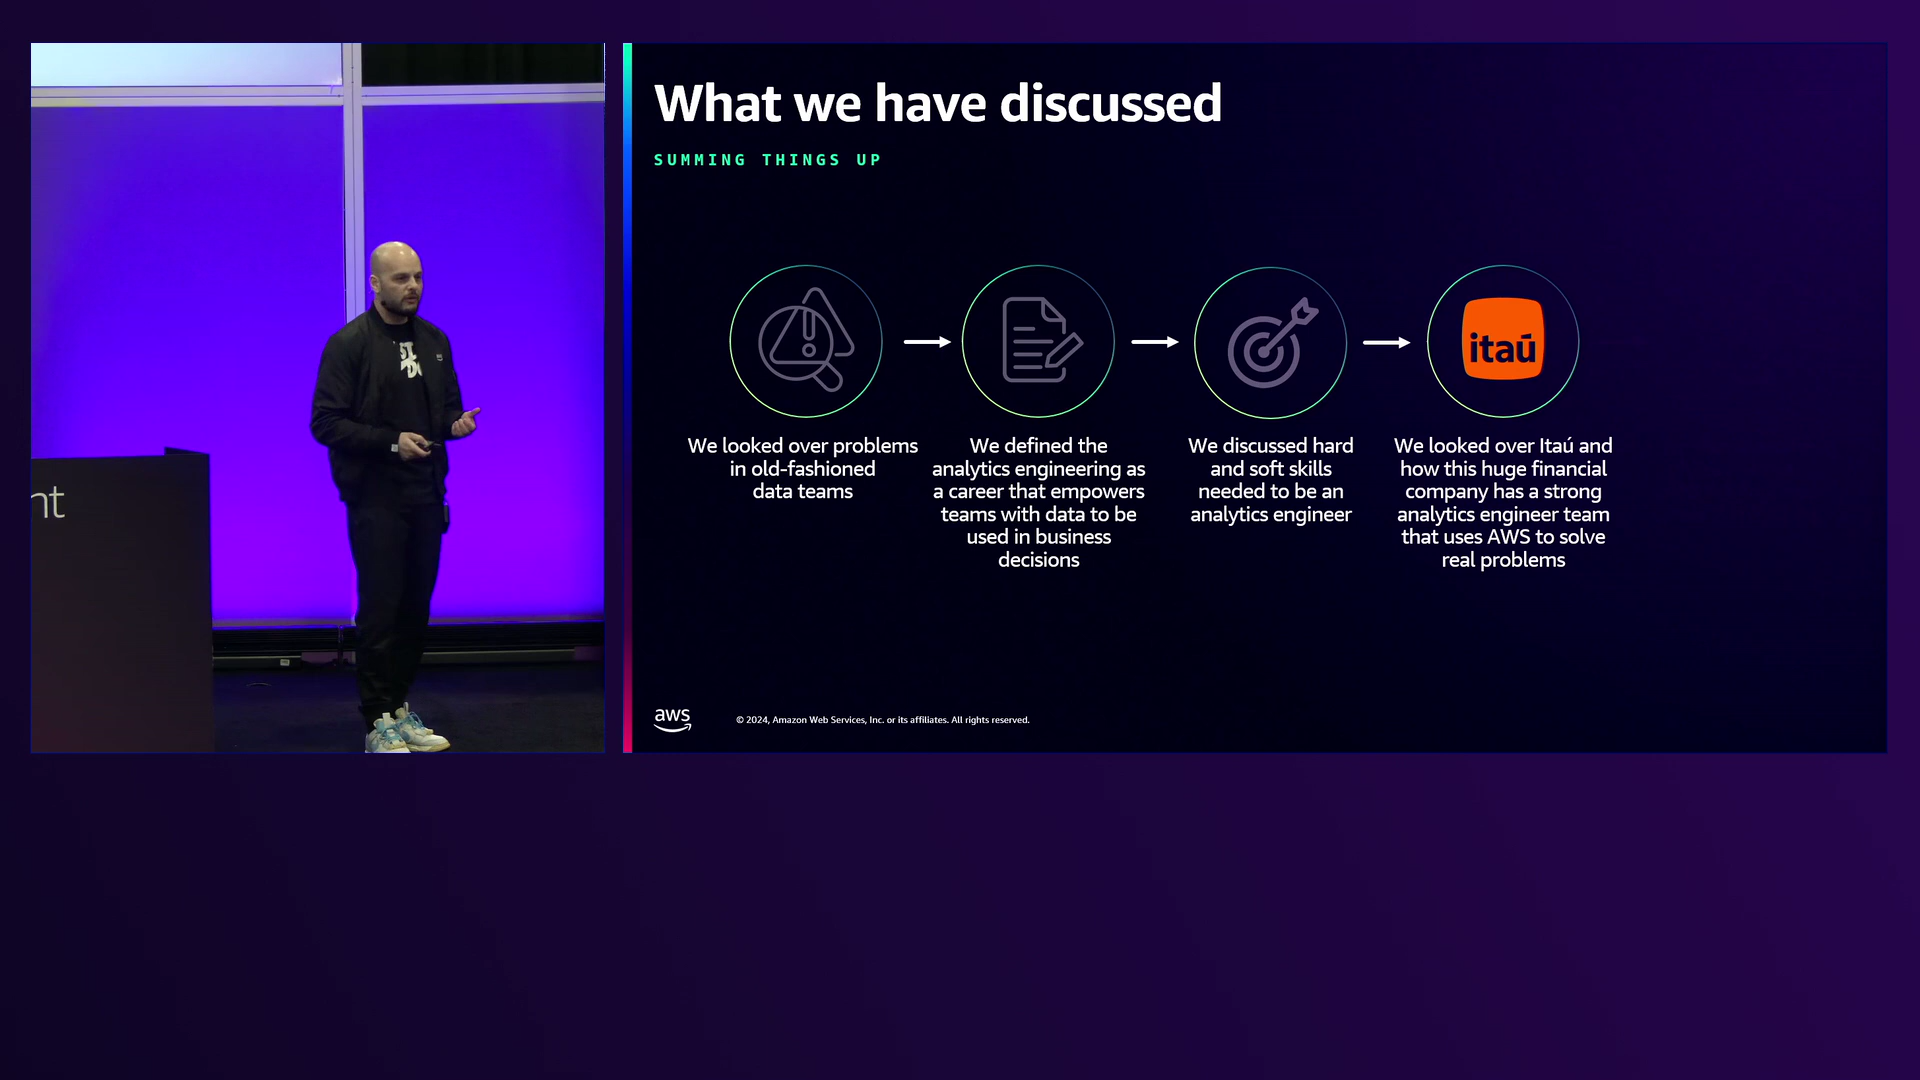 nt
What we have discussed
SUMMING THINGS UP
itaú
We looked over problems
in old-fashioned
data teams
We defined the
analytics engineering as
a career that empowers
teams with data to be
used in business
decisions
We discussed hard
and soft skills
needed to be an
analytics engineer
We looked over Itaú and
how this huge financial
company has a strong
analytics engineer team
that uses AWS to solve
real problems
aws
© 2024, Amazon Web Services, Inc. or its affiliates. All rights reserved.